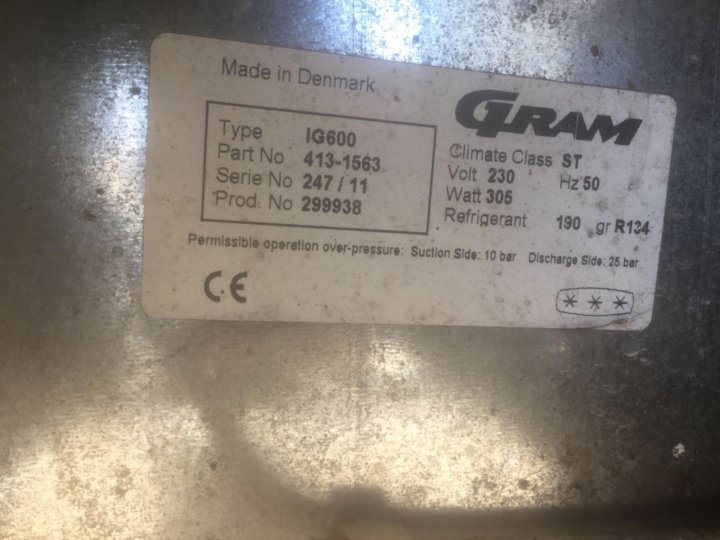 Made in Denmark
GRAM
Type IG600
Part No 413-1563
Serie No 247 / 11
Prod. No 299938
Climate Class ST
Volt 230 Hz 50
Watt 305
Refrigerant 190 gr R134
Permissible operation over-pressure: Suction Side: 10 bar Discharge Side: 25 bar
CE
* * *